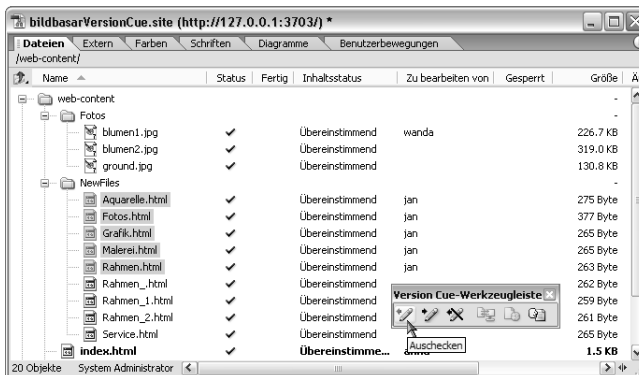 bildbasarVersionCue.site (http://127.0.0.1:3703/) *
Dateien Extern Farben Schriften Diagramme Benutzerbewegungen
/web-content/
Name Status Fertig Inhaltsstatus Zu bearbeiten von Gesperrt Größe Ä
web-content -
Fotos -
blumen1.jpg Übereinstimmend wanda 226.7 KB
blumen2.jpg Übereinstimmend 319.0 KB
ground.jpg Übereinstimmend 130.8 KB
NewFiles -
Aquarelle.html Übereinstimmend jan 275 Byte
Fotos.html Übereinstimmend jan 377 Byte
Grafik.html Übereinstimmend jan 265 Byte
Malerei.html Übereinstimmend jan 265 Byte
Rahmen.html Übereinstimmend jan 263 Byte
Rahmen_.html Übereinstimmend 262 Byte
Version Cue-Werkzeugleiste
Rahmen_1.html Übereinstimmend 259 Byte
Rahmen_2.html Übereinstimmend 261 Byte
Service.html Übereinstimmend 265 Byte
Auschecken
index.html Übereinstimme... 1.5 KB
20 Objekte System Administrator